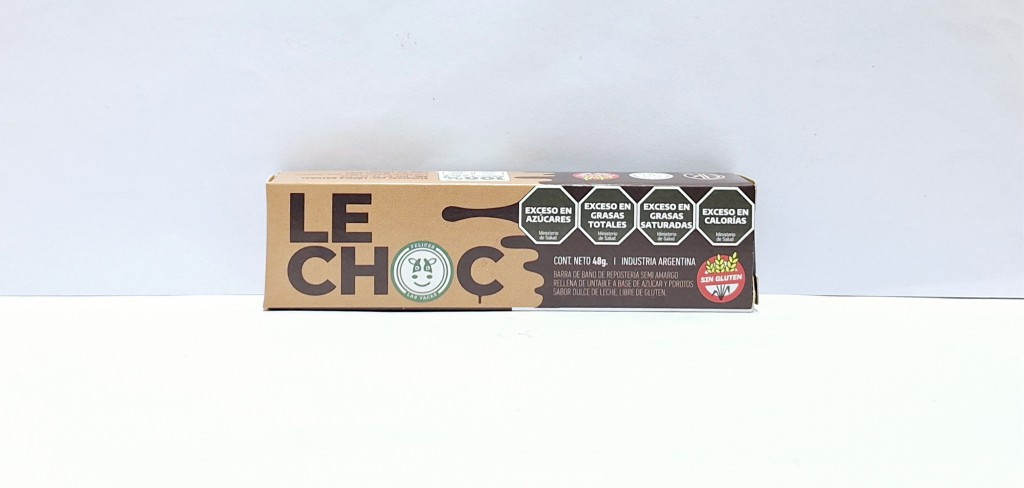 LE
CHOC
FELICES
LAS VACAS
EXCESO EN
AZÚCARES
Ministerio
de Salud
EXCESO EN
GRASAS
TOTALES
Ministerio
de Salud
EXCESO EN
GRASAS
SATURADAS
Ministerio
de Salud
EXCESO EN
CALORÍAS
Ministerio
de Salud
CONT. NETO 48g. | INDUSTRIA ARGENTINA
BARRA DE BAÑO DE REPOSTERIA SEMI AMARGO
RELLENA DE UNTABLE A BASE DE AZUCAR Y POROTOS
SABOR DULCE DE LECHE, LIBRE DE GLUTEN.
SIN GLUTEN
100%